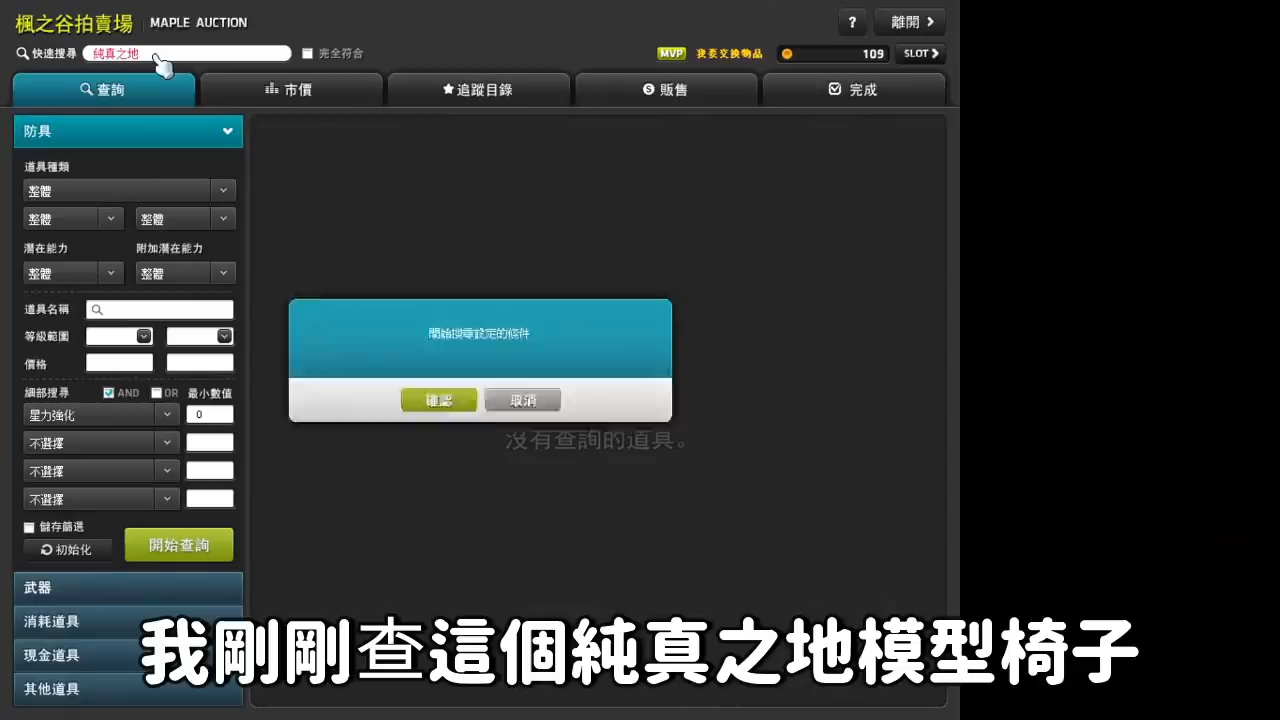 楓之谷拍賣場 MAPLE AUCTION
? 離開
快速搜尋 純真之地 完全符合
MVP 我要交換物品 109 SLOT
查詢 市價 追蹤目錄 販售 完成
防具
道具種類
整體
整體 整體
潛在能力 附加潛在能力
整體 整體
道具名稱
等級範圍
價格
細部搜尋 AND OR 最小數值
星力強化 0
不選擇
不選擇
不選擇
儲存篩選
初始化 開始查詢
武器
消耗道具
現金道具
其他道具
開始搜尋設定的條件
確認 取消
沒有查詢的道具。
我剛剛查這個純真之地模型椅子